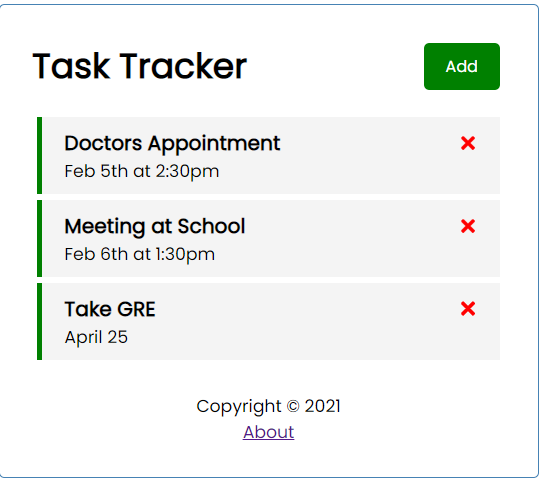 Task Tracker
Add
Doctors Appointment
Feb 5th at 2:30pm
Meeting at School
Feb 6th at 1:30pm
Take GRE
April 25
Copyright © 2021
About